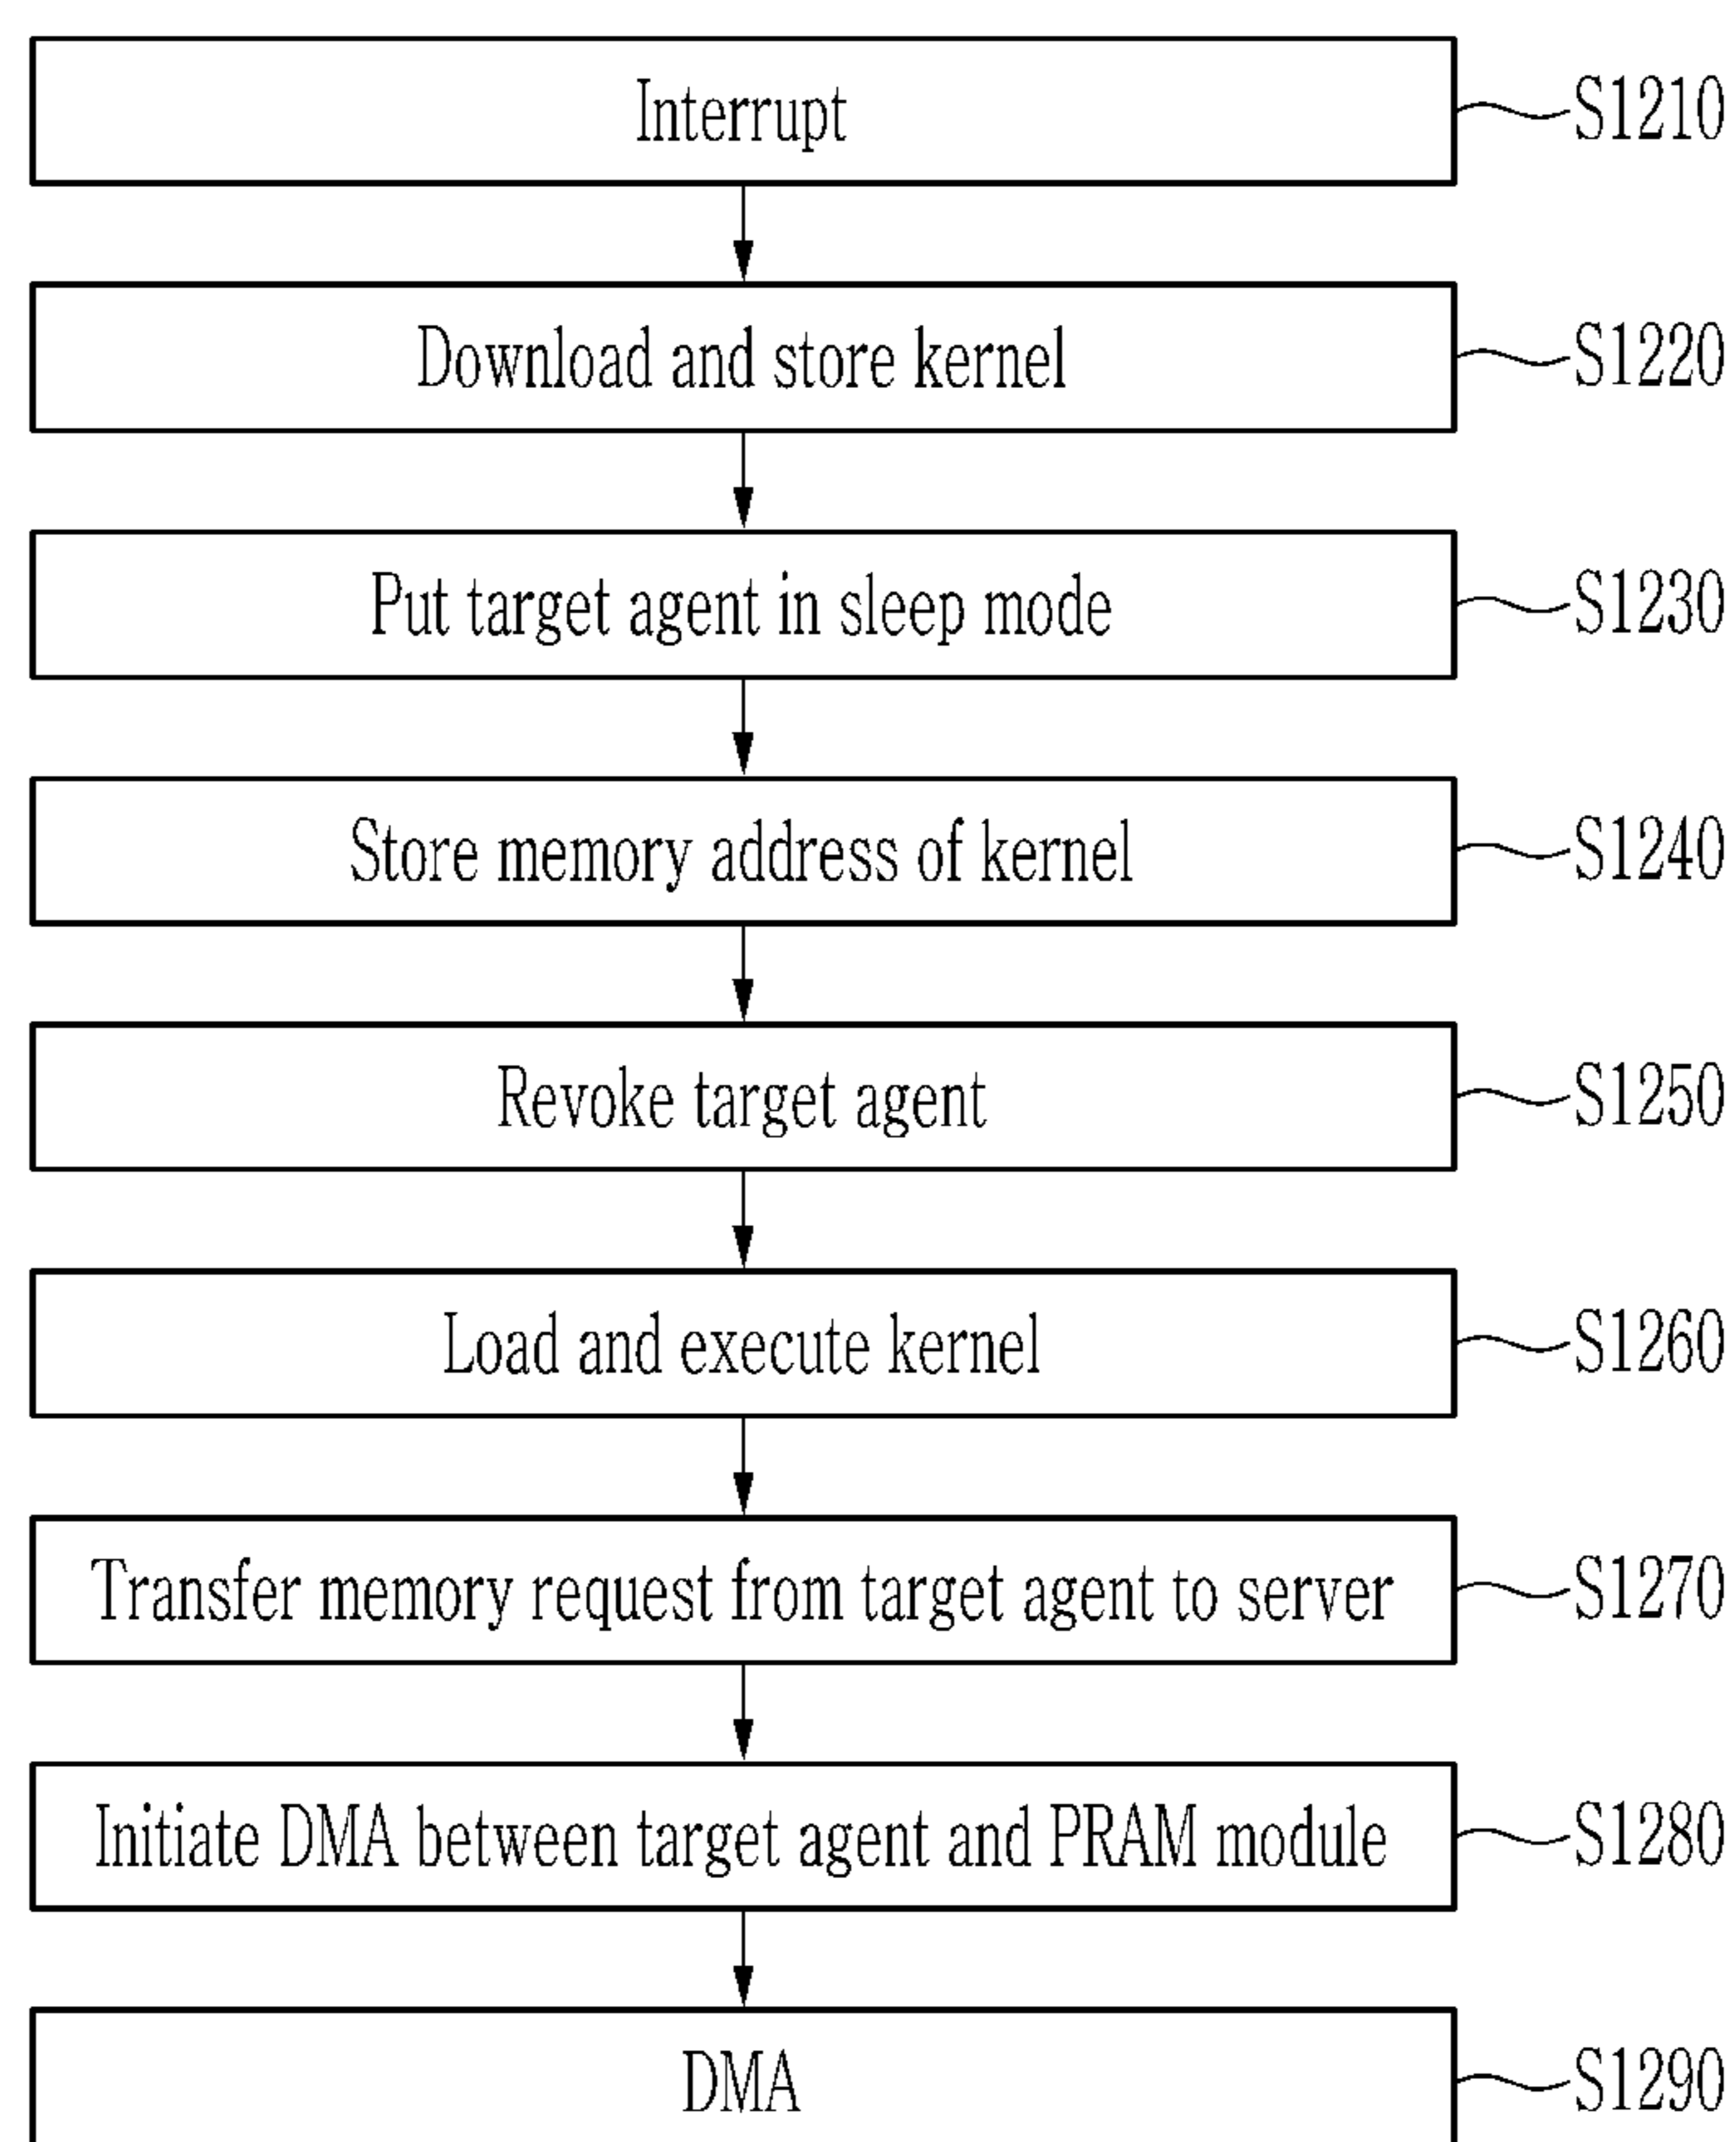 Interrupt
S1210
Download and store kernel
S1220
Put target agent in sleep mode
S1230
Store memory address of kernel
S1240
Revoke target agent
S1250
Load and execute kernel
S1260
Transfer memory request from target agent to server
S1270
Initiate DMA between target agent and PRAM module
S1280
DMA
S1290